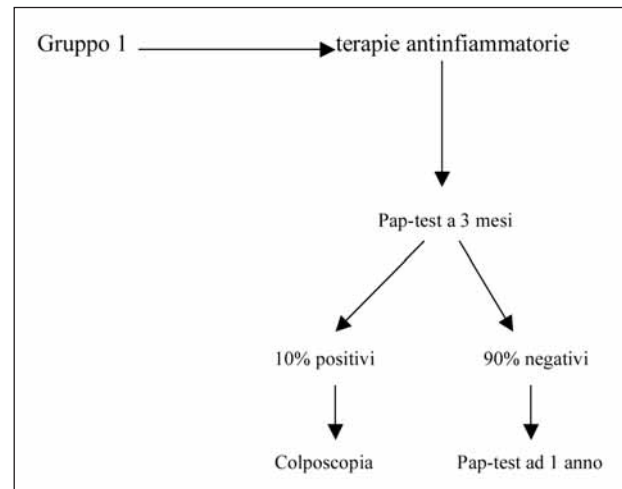 Gruppo 1
terapie antinfiammatorie
Pap-test a 3 mesi
10% positivi
90% negativi
Colposcopia
Pap-test ad 1 anno